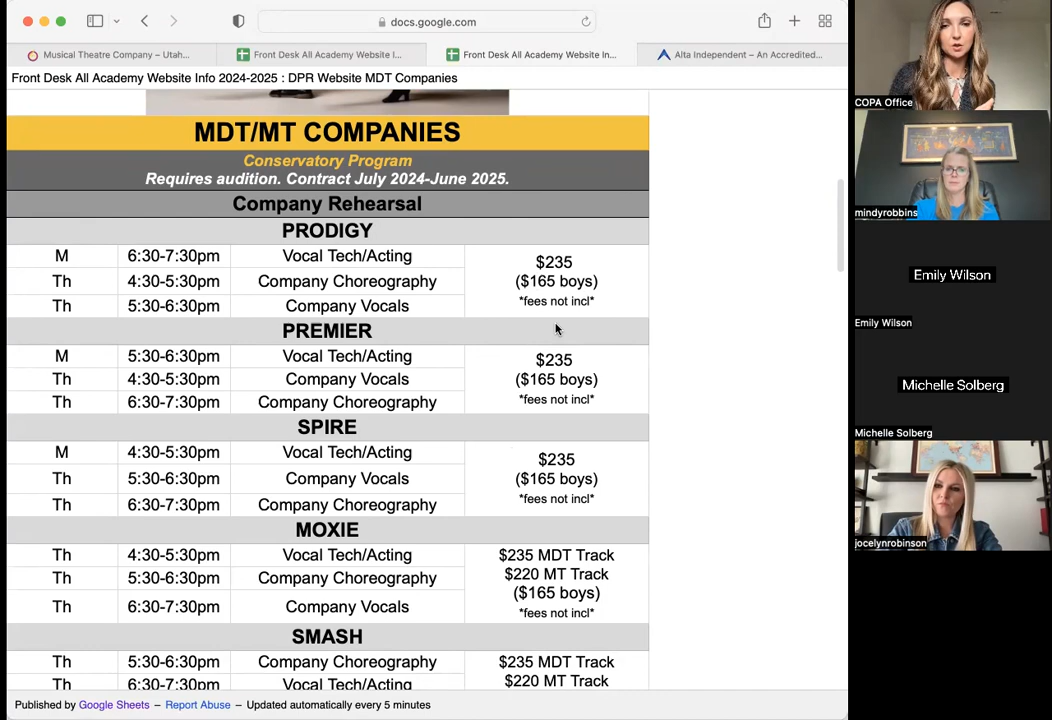 docs.google.com
Musical Theatre Company – Utah...
Front Desk All Academy Website I...
Front Desk All Academy Website In...
Alta Independent – An Accredited...
Front Desk All Academy Website Info 2024-2025 : DPR Website MDT Companies
MDT/MT COMPANIES
Conservatory Program
Requires audition. Contract July 2024-June 2025.
Company Rehearsal
PRODIGY
M 6:30-7:30pm Vocal Tech/Acting
Th 4:30-5:30pm Company Choreography
Th 5:30-6:30pm Company Vocals
$235
($165 boys)
*fees not incl*
PREMIER
M 5:30-6:30pm Vocal Tech/Acting
Th 4:30-5:30pm Company Vocals
Th 6:30-7:30pm Company Choreography
$235
($165 boys)
*fees not incl*
SPIRE
M 4:30-5:30pm Vocal Tech/Acting
Th 5:30-6:30pm Company Vocals
Th 6:30-7:30pm Company Choreography
$235
($165 boys)
*fees not incl*
MOXIE
Th 4:30-5:30pm Vocal Tech/Acting
Th 5:30-6:30pm Company Choreography
Th 6:30-7:30pm Company Vocals
$235 MDT Track
$220 MT Track
($165 boys)
*fees not incl*
SMASH
Th 5:30-6:30pm Company Choreography
Th 6:30-7:30pm Vocal Tech/Acting
$235 MDT Track
$220 MT Track
Published by Google Sheets – Report Abuse – Updated automatically every 5 minutes
COPA Office
mindyrobbins
Emily Wilson
Emily Wilson
Michelle Solberg
Michelle Solberg
jocelynrobinson